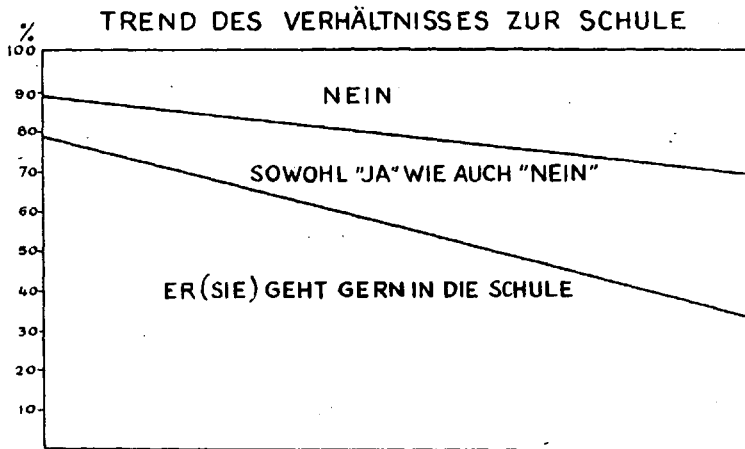 TREND DES VERHÄLTNISSES ZUR SCHULE
%
100
90
80
70
60
50
40
30
20
10
NEIN
SOWOHL "JA" WIE AUCH "NEIN"
ER (SIE) GEHT GERN IN DIE SCHULE